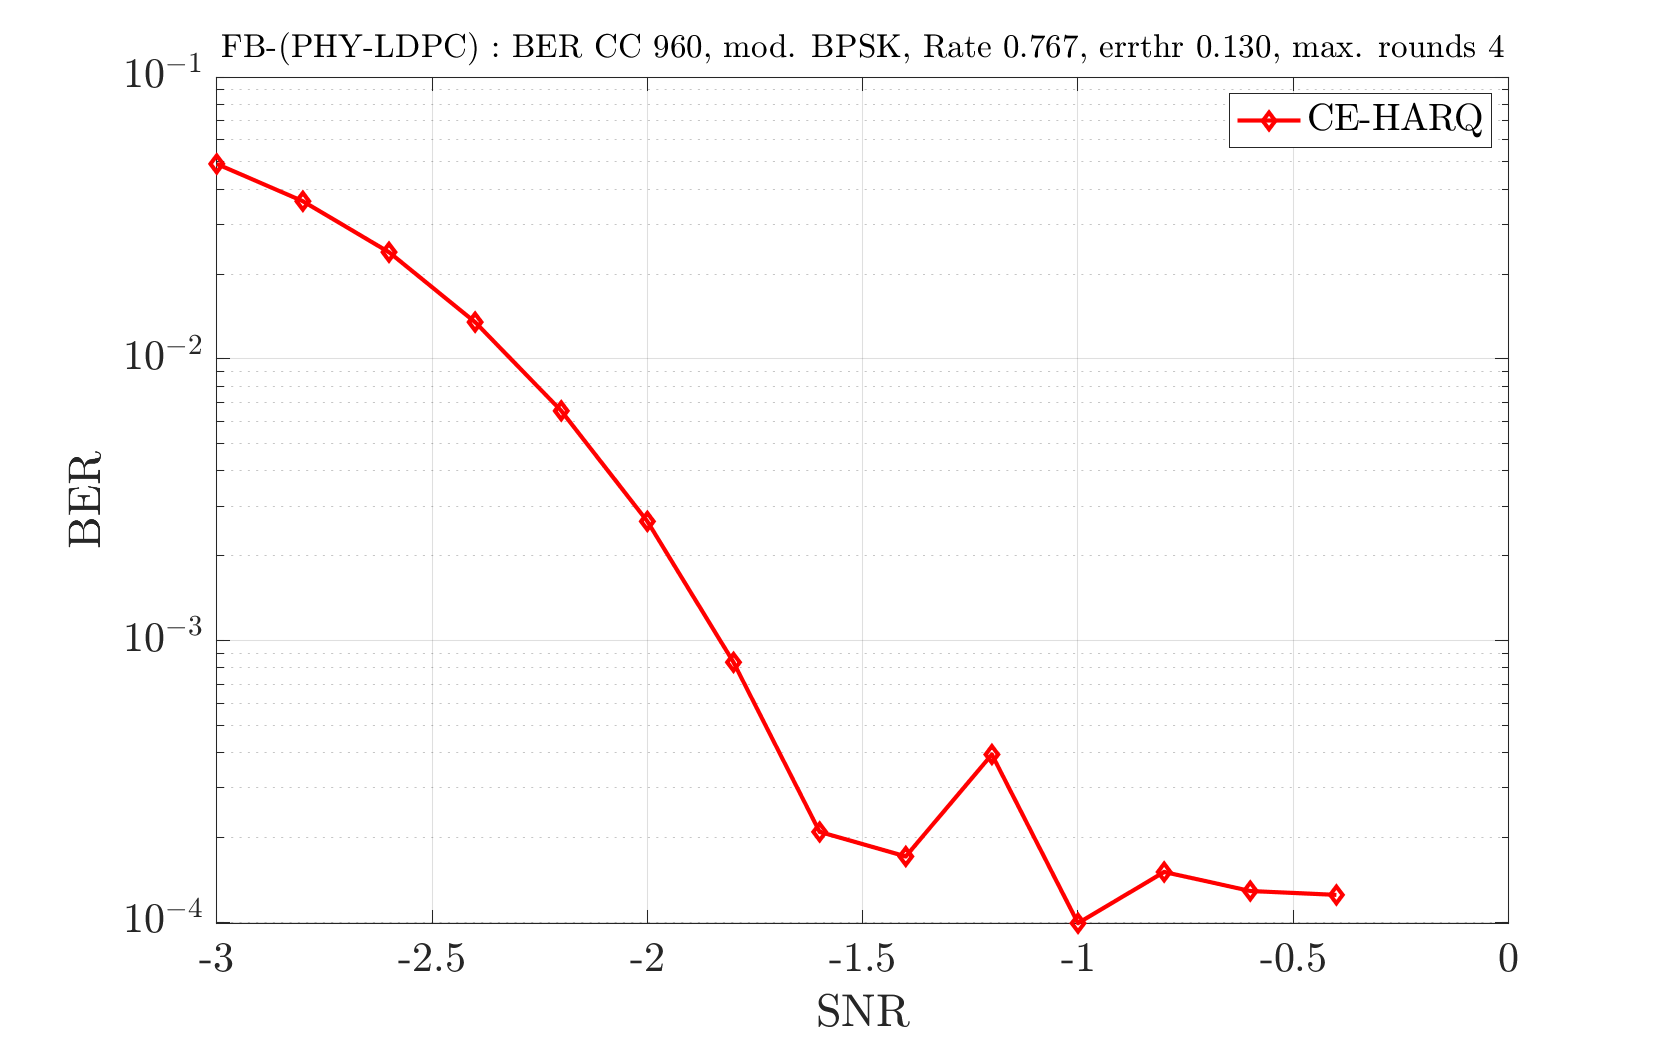 FB-(PHY-LDPC) : BER CC 960, mod. BPSK, Rate 0.767, errthr 0.130, max. rounds 4
10⁻¹
CE-HARQ
10⁻²
BER
10⁻³
10⁻⁴
-3 -2.5 -2 -1.5 -1 -0.5 0
SNR